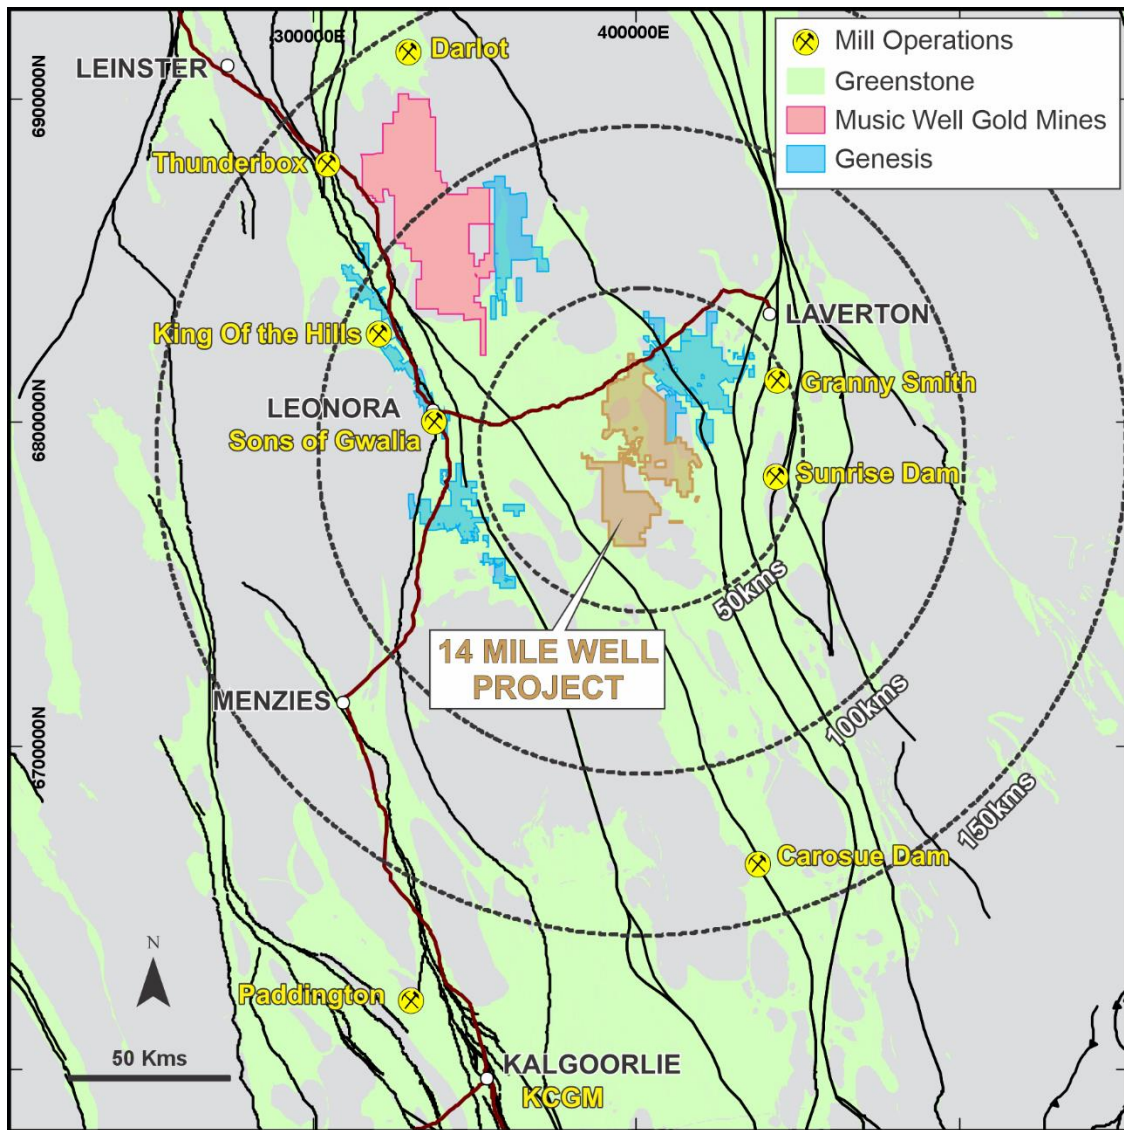 300000E
400000E
Mill Operations
Greenstone
Music Well Gold Mines
Genesis
Darlot
LEINSTER
6900000N
Thunderbox
LAVERTON
King Of the Hills
Granny Smith
LEONORA
Sons of Gwalia
6800000N
Sunrise Dam
50kms
14 MILE WELL
PROJECT
MENZIES
100kms
6700000N
150kms
Carosue Dam
N
Paddington
50 Kms
KALGOORLIE
KCGM